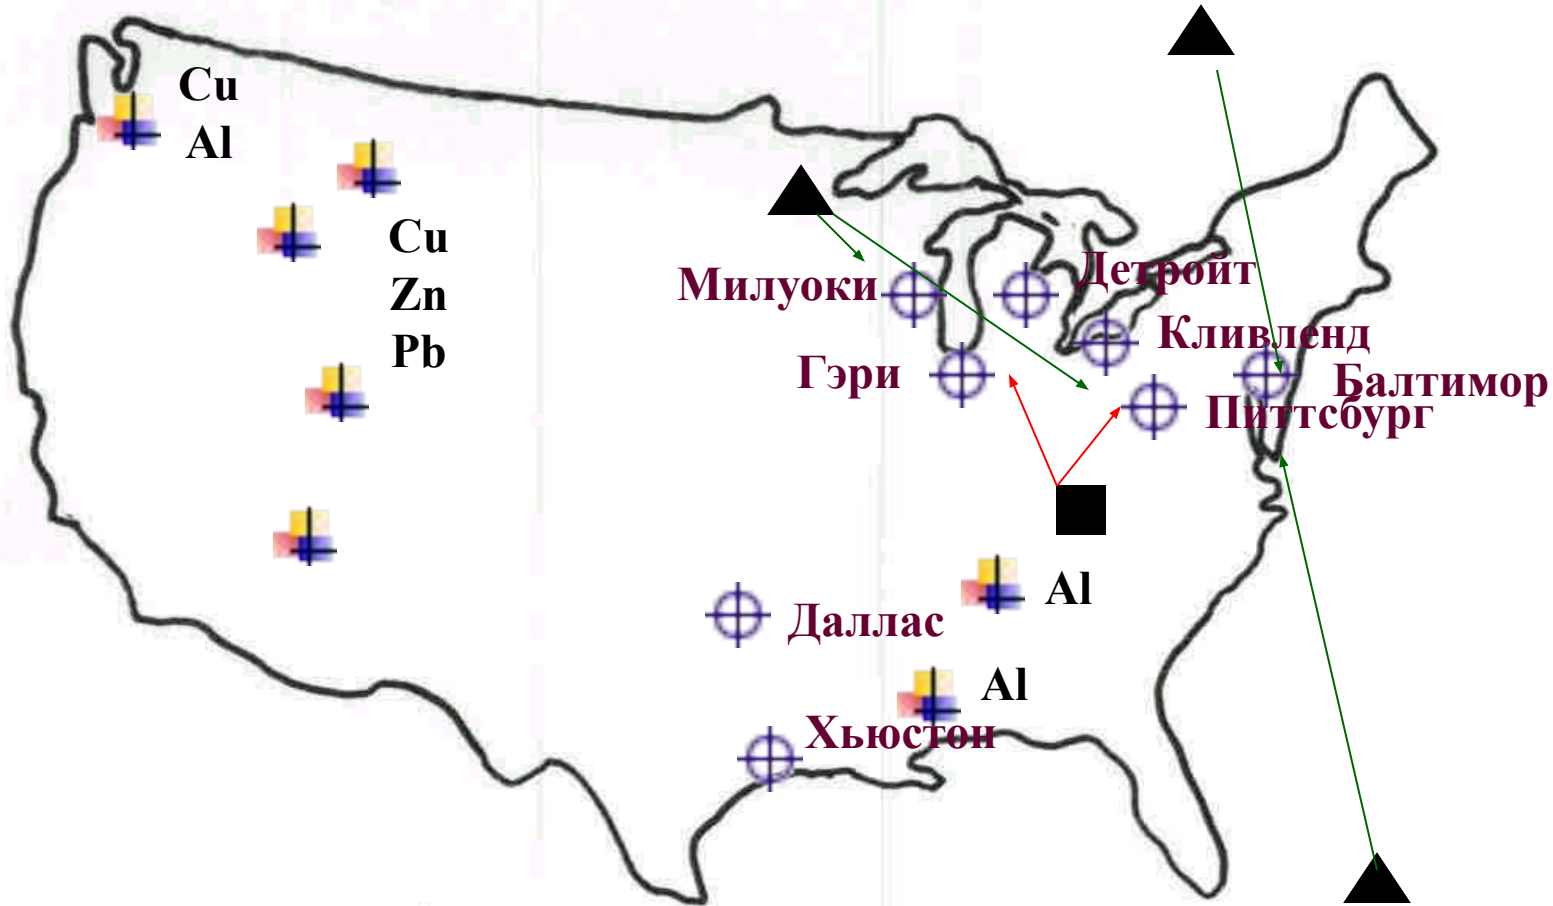 Cu
Al
Cu
Zn
Pb
Милуоки
Детройт
Кливленд
Гэри
Балтимор
Питтсбург
Al
Даллас
Al
Хьюстон